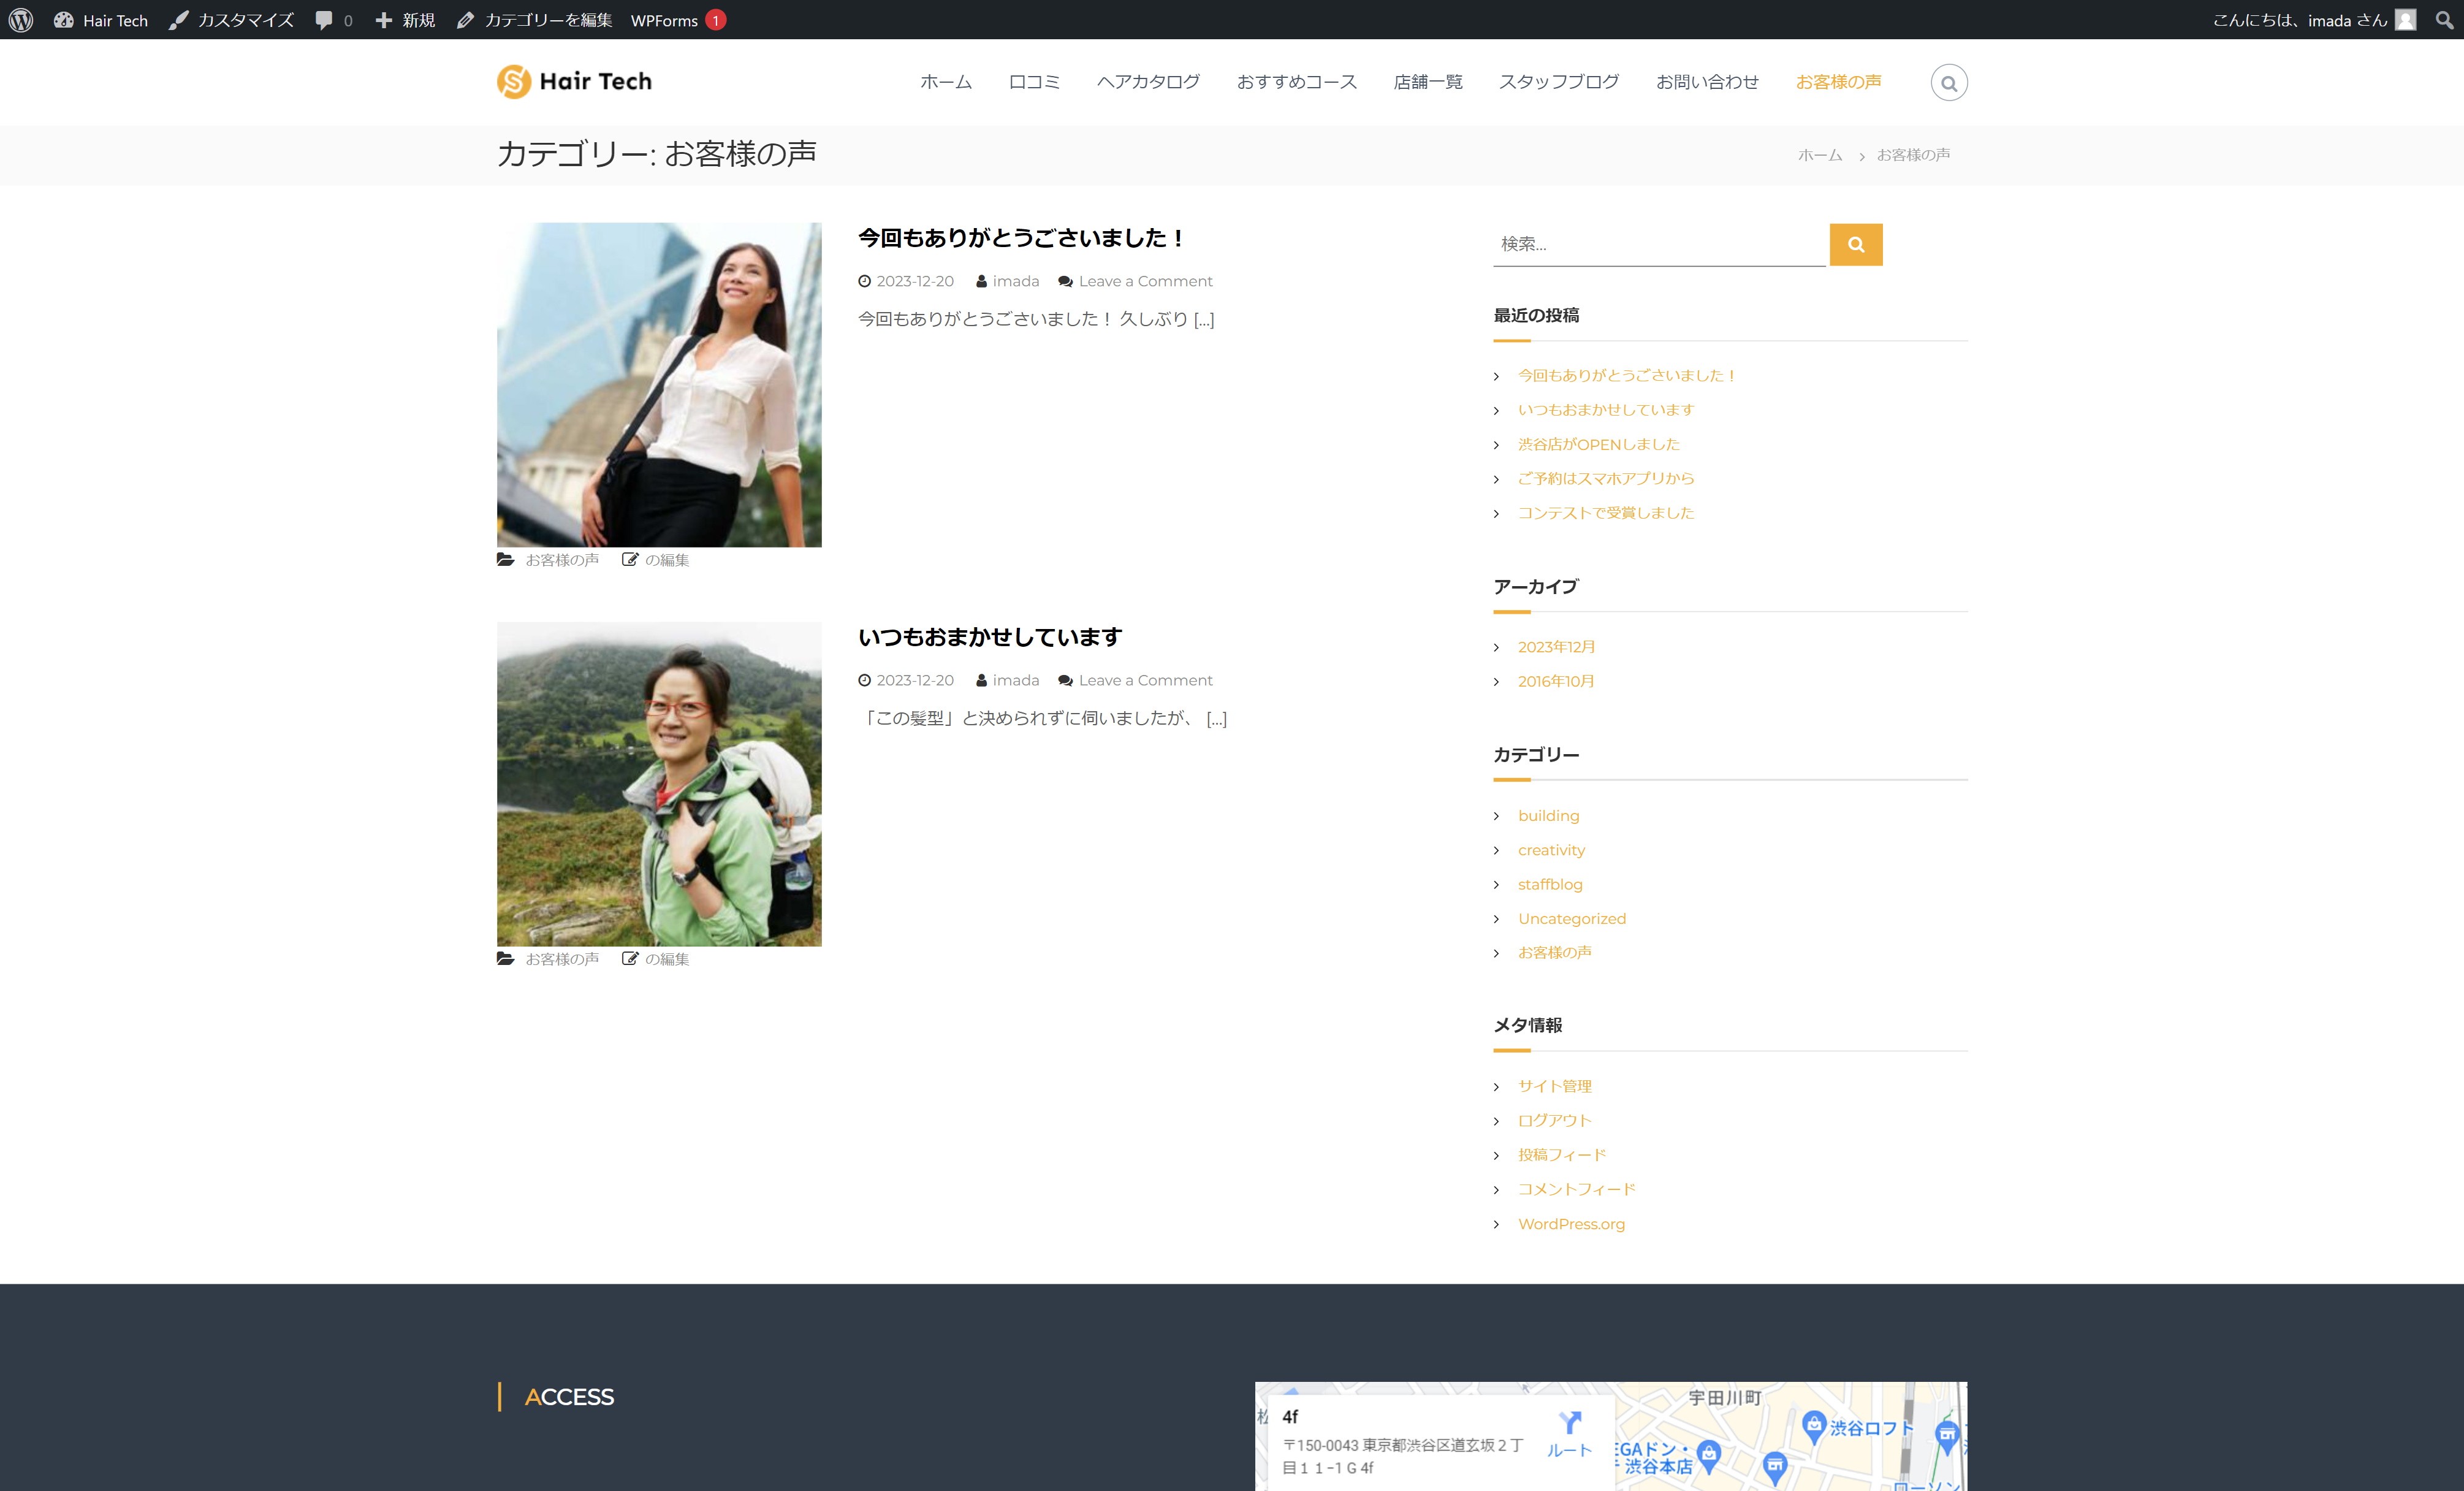 Hair Tech カスタマイズ 0 新規 カテゴリーを編集 WPForms 1 こんにちは、imada さん
Hair Tech
ホーム 口コミ ヘアカタログ おすすめコース 店舗一覧 スタッフブログ お問い合わせ お客様の声
カテゴリー: お客様の声
ホーム > お客様の声
今回もありがとうごさいました！
2023-12-20 imada Leave a Comment
今回もありがとうごさいました！ 久しぶり [...]
お客様の声 の編集
いつもおまかせしています
2023-12-20 imada Leave a Comment
「この髪型」と決められずに伺いましたが、 [...]
お客様の声 の編集
検索...
最近の投稿
今回もありがとうごさいました！
いつもおまかせしています
渋谷店がOPENしました
ご予約はスマホアプリから
コンテストで受賞しました
アーカイブ
2023年12月
2016年10月
カテゴリー
building
creativity
staffblog
Uncategorized
お客様の声
メタ情報
サイト管理
ログアウト
投稿フィード
コメントフィード
WordPress.org
ACCESS
4f
〒150-0043 東京都渋谷区道玄坂２丁
目１１−１ G 4f
ルート
宇田川町
渋谷ロフト
EGAドン・
渋谷本店
ローソン